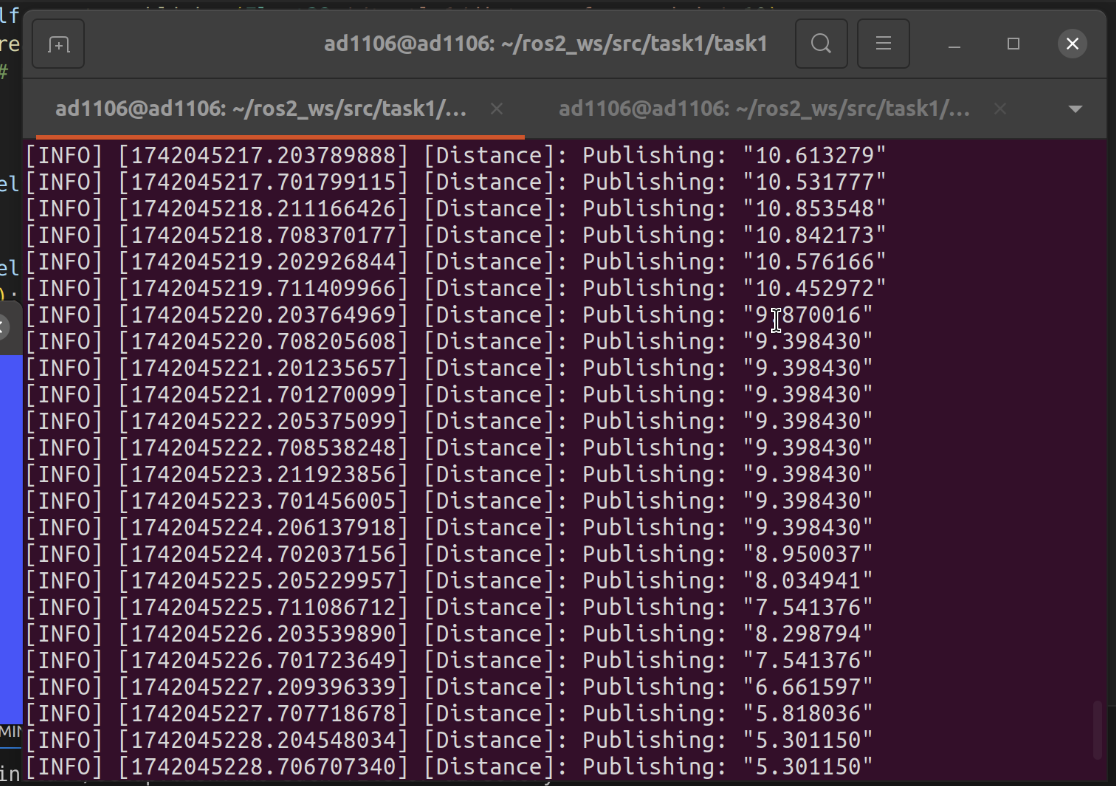 lf
ad1106@ad1106: ~/ros2_ws/src/task1/task1
re
#
ad1106@ad1106: ~/ros2_ws/src/task1/...
ad1106@ad1106: ~/ros2_ws/src/task1/...
[INFO] [1742045217.203789888] [Distance]: Publishing: "10.613279"
[INFO] [1742045217.701799115] [Distance]: Publishing: "10.531777"
el
[INFO] [1742045218.211166426] [Distance]: Publishing: "10.853548"
[INFO] [1742045218.708370177] [Distance]: Publishing: "10.842173"
[INFO] [1742045219.202926844] [Distance]: Publishing: "10.576166"
el
[INFO] [1742045219.711409966] [Distance]: Publishing: "10.452972"
);
[INFO] [1742045220.203764969] [Distance]: Publishing: "9.870016"
[INFO] [1742045220.708205608] [Distance]: Publishing: "9.398430"
[INFO] [1742045221.201235657] [Distance]: Publishing: "9.398430"
[INFO] [1742045221.701270099] [Distance]: Publishing: "9.398430"
[INFO] [1742045222.205375099] [Distance]: Publishing: "9.398430"
[INFO] [1742045222.708538248] [Distance]: Publishing: "9.398430"
[INFO] [1742045223.211923856] [Distance]: Publishing: "9.398430"
[INFO] [1742045223.701456005] [Distance]: Publishing: "9.398430"
[INFO] [1742045224.206137918] [Distance]: Publishing: "9.398430"
[INFO] [1742045224.702037156] [Distance]: Publishing: "8.950037"
[INFO] [1742045225.205229957] [Distance]: Publishing: "8.034941"
[INFO] [1742045225.711086712] [Distance]: Publishing: "7.541376"
[INFO] [1742045226.203539890] [Distance]: Publishing: "8.298794"
[INFO] [1742045226.701723649] [Distance]: Publishing: "7.541376"
[INFO] [1742045227.209396339] [Distance]: Publishing: "6.661597"
[INFO] [1742045227.707718678] [Distance]: Publishing: "5.818036"
MIN
[INFO] [1742045228.204548034] [Distance]: Publishing: "5.301150"
in
[INFO] [1742045228.706707340] [Distance]: Publishing: "5.301150"